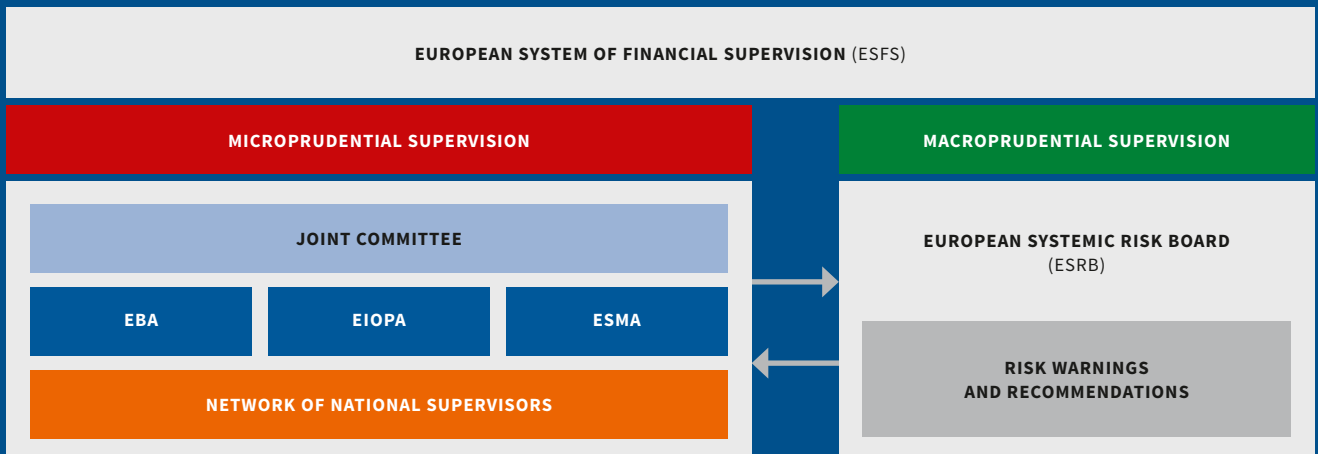 EUROPEAN SYSTEM OF FINANCIAL SUPERVISION (ESFS)
MICROPRUDENTIAL SUPERVISION
MACROPRUDENTIAL SUPERVISION
JOINT COMMITTEE
EBA
EIOPA
ESMA
NETWORK OF NATIONAL SUPERVISORS
EUROPEAN SYSTEMIC RISK BOARD
(ESRB)
RISK WARNINGS
AND RECOMMENDATIONS